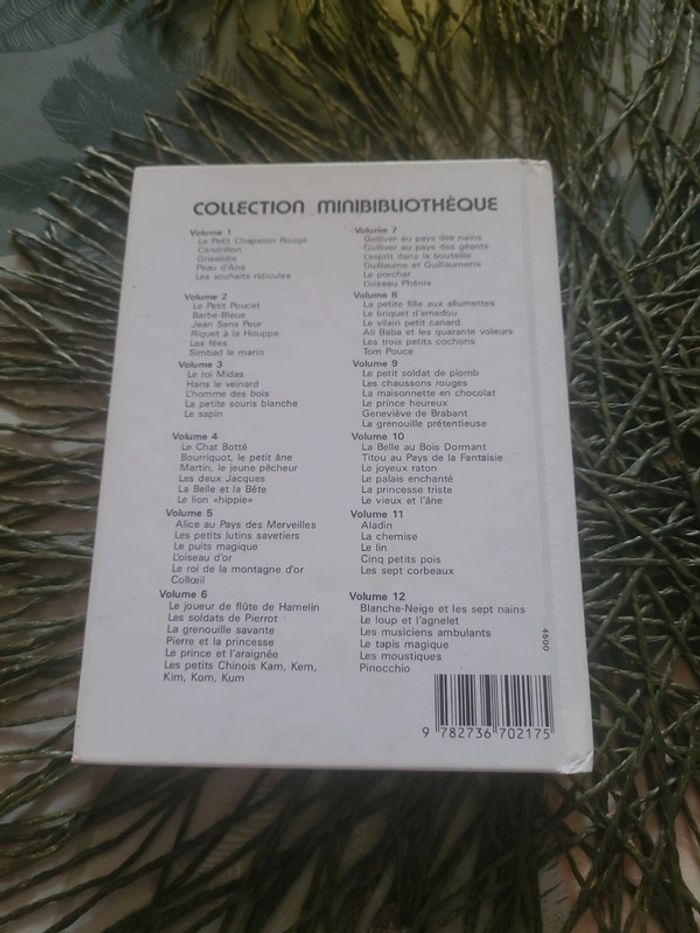 COLLECTION MINIBIBLIOTHÈQUE
Volume 1
Le Petit Chaperon Rouge
Cendrillon
Griselidis
Peau d'Ane
Les souhaits ridicules
Volume 2
Le Petit Poucet
Barbe-Bleue
Jean Sans Peur
Riquet à la Houppe
Les fées
Simbad le marin
Volume 3
Le roi Midas
Hans le veinard
L'homme des bois
La petite souris blanche
Le sapin
Volume 4
Le Chat Botté
Bourriquot, le petit âne
Martin, le jeune pêcheur
Les deux Jacques
La Belle et la Bête
Le lion «hippie»
Volume 5
Alice au Pays des Merveilles
Les petits lutins savetiers
Le puits magique
L'oiseau d'or
Le roi de la montagne d'or
Collœil
Volume 6
Le joueur de flûte de Hamelin
Les soldats de Pierrot
La grenouille savante
Pierre et la princesse
Le prince et l'araignée
Les petits Chinois Kam, Kem,
Kim, Kom, Kum
Volume 7
Gulliver au pays des nains
Gulliver au pays des géants
L'esprit dans la bouteille
Guillaume et Guillaumette
Le porcher
L'oiseau Phénix
Volume 8
La petite fille aux allumettes
Le briquet d'amadou
Le vilain petit canard
Ali Baba et les quarante voleurs
Les trois petits cochons
Tom Pouce
Volume 9
Le petit soldat de plomb
Les chaussons rouges
La maisonnette en chocolat
Le prince heureux
Geneviève de Brabant
La grenouille prétentieuse
Volume 10
La Belle au Bois Dormant
Titou au Pays de la Fantaisie
Le joyeux raton
Le palais enchanté
La princesse triste
Le vieux et l'âne
Volume 11
Aladin
La chemise
Le lin
Cinq petits pois
Les sept corbeaux
Volume 12
Blanche-Neige et les sept nains
Le loup et l'agnelet
Les musiciens ambulants
Le tapis magique
Les moustiques
Pinocchio
4500
9 782736 702175